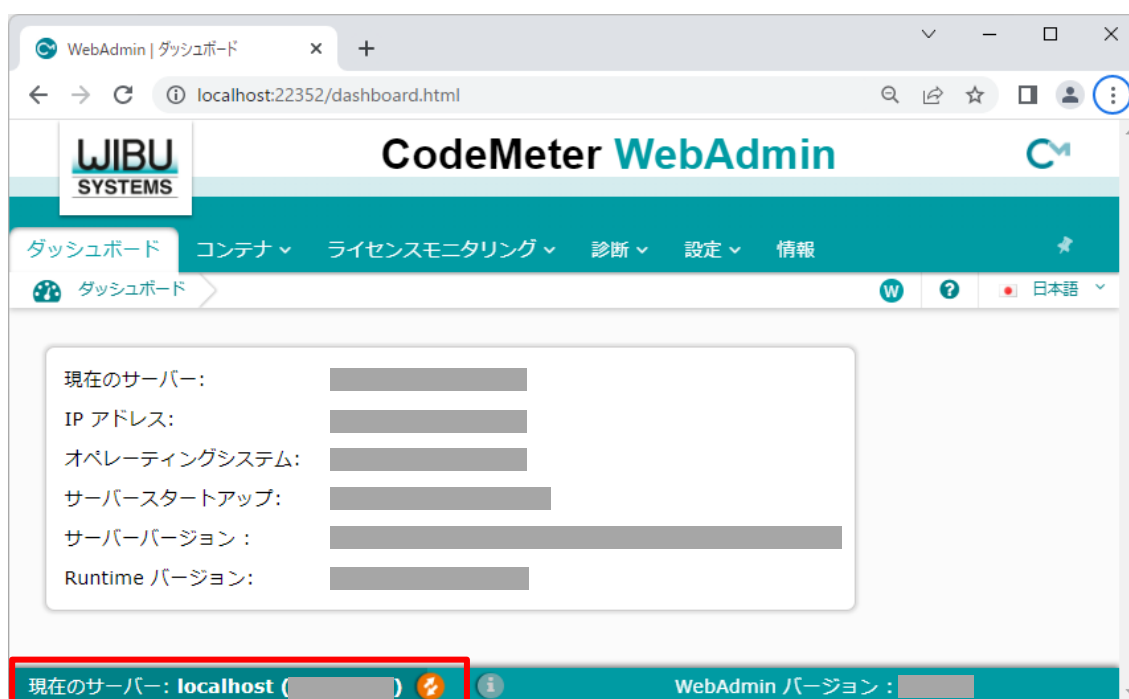 WebAdmin | ダッシュボード
localhost:22352/dashboard.html
WIBU
SYSTEMS
CodeMeter WebAdmin
ダッシュボード コンテナ ライセンスモニタリング 診断 設定 情報
ダッシュボード W ? 日本語
現在のサーバー:
IP アドレス:
オペレーティングシステム:
サーバースタートアップ:
サーバーバージョン :
Runtime バージョン:
現在のサーバー: localhost ( ) WebAdmin バージョン :